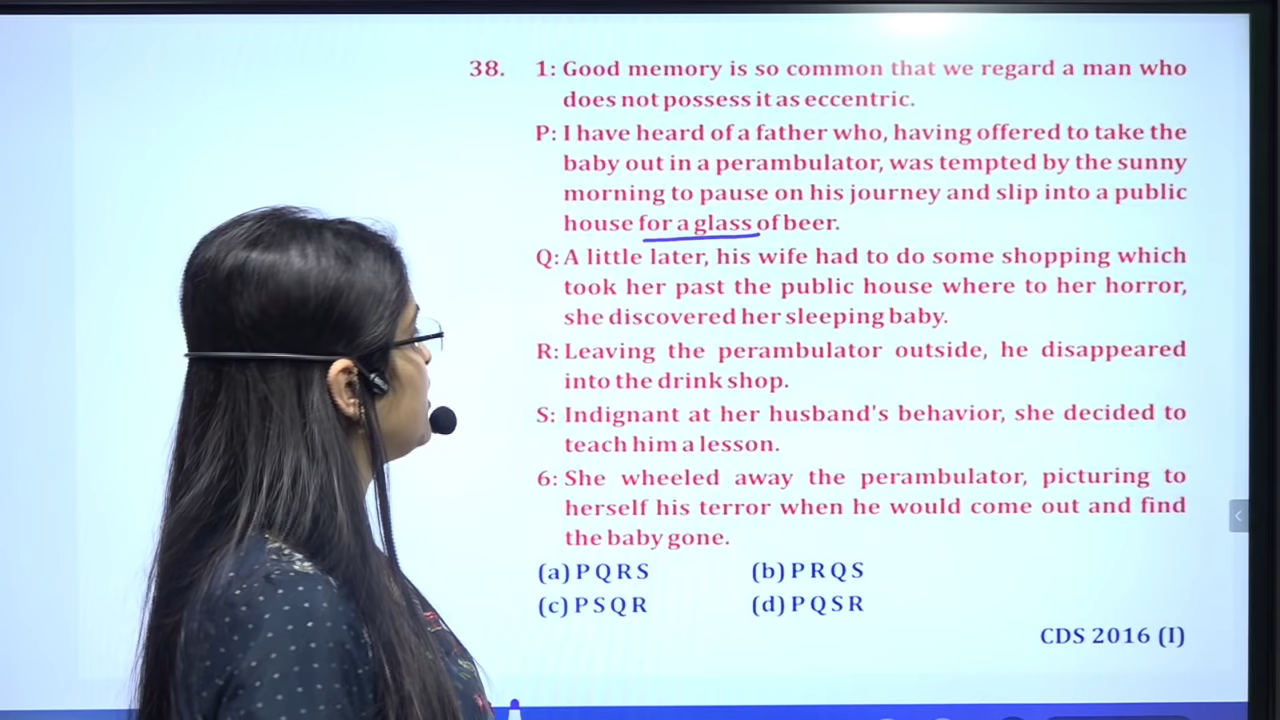 38. 1: Good memory is so common that we regard a man who
does not possess it as eccentric.
P: I have heard of a father who, having offered to take the
baby out in a perambulator, was tempted by the sunny
morning to pause on his journey and slip into a public
house for a glass of beer.
Q: A little later, his wife had to do some shopping which
took her past the public house where to her horror,
she discovered her sleeping baby.
R: Leaving the perambulator outside, he disappeared
into the drink shop.
S: Indignant at her husband's behavior, she decided to
teach him a lesson.
6: She wheeled away the perambulator, picturing to
herself his terror when he would come out and find
the baby gone.
(a) P Q R S (b) P R Q S
(c) P S Q R (d) P Q S R
CDS 2016 (I)